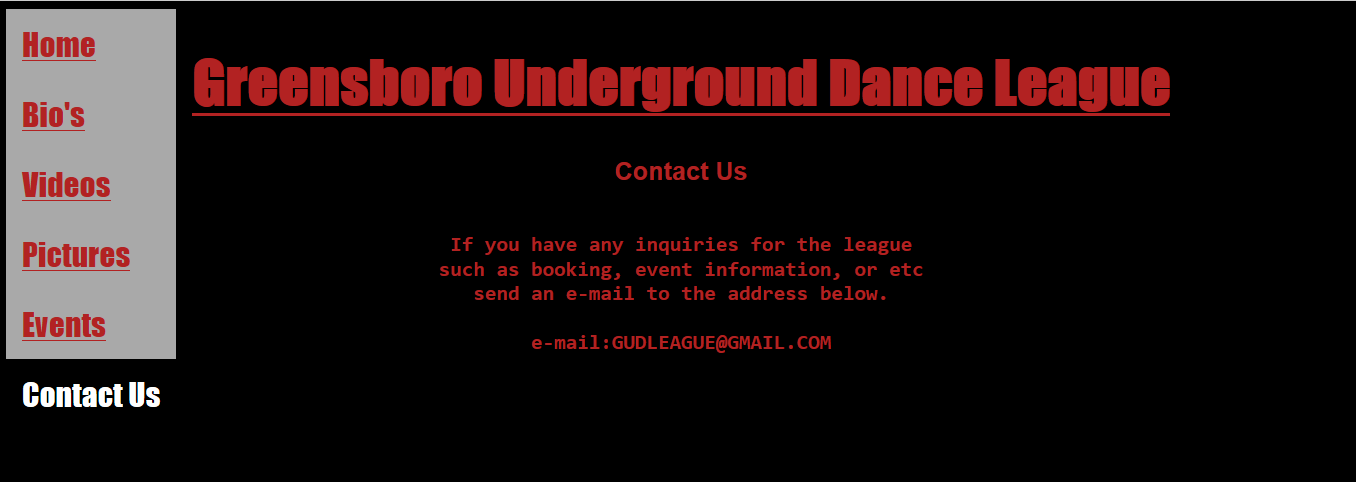 Home
Bio's
Videos
Pictures
Events
Contact Us
Greensboro Underground Dance League
Contact Us
If you have any inquiries for the league
such as booking, event information, or etc
send an e-mail to the address below.
e-mail:GUDLEAGUE@GMAIL.COM